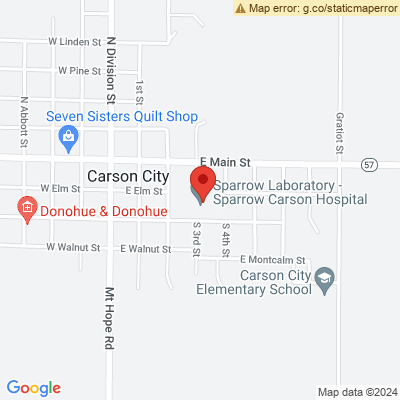 Map error: g.co/staticmaperror
W Linden St
N Division St
W Pine St
1st St
N Abbott St
Gratiot St
Seven Sisters Quilt Shop
E Main St
57
Carson City
W Elm St
E Elm St
Sparrow Laboratory -
Sparrow Carson Hospital
Donohue & Donohue
S 3rd St
S 4th St
W Walnut St
E Walnut St
E Montcalm St
Carson City
Elementary School
Mt Hope Rd
Google
Map data ©2024